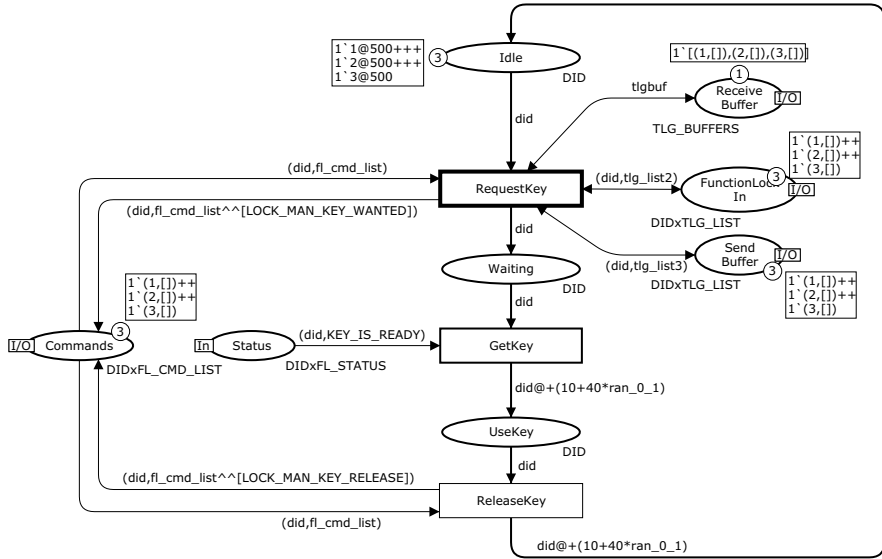 1`1@500+++
1`2@500+++
1`3@500
3
Idle
DID
1`[(1,[]),(2,[]),(3,[])]
1
Receive
Buffer
I/O
TLG_BUFFERS
tlgbuf
did
(did,fl_cmd_list)
RequestKey
(did,tlg_list2)
1`(1,[])++
1`(2,[])++
1`(3,[])
3
FunctionLock
In
I/O
DIDxTLG_LIST
(did,fl_cmd_list^^[LOCK_MAN_KEY_WANTED])
did
(did,tlg_list3)
Send
Buffer
I/O
3
DIDxTLG_LIST
1`(1,[])++
1`(2,[])++
1`(3,[])
Waiting
DID
did
1`(1,[])++
1`(2,[])++
1`(3,[])
3
I/O
Commands
DIDxFL_CMD_LIST
In
Status
DIDxFL_STATUS
(did,KEY_IS_READY)
GetKey
did@+(10+40*ran_0_1)
UseKey
DID
did
(did,fl_cmd_list^^[LOCK_MAN_KEY_RELEASE])
ReleaseKey
(did,fl_cmd_list)
did@+(10+40*ran_0_1)